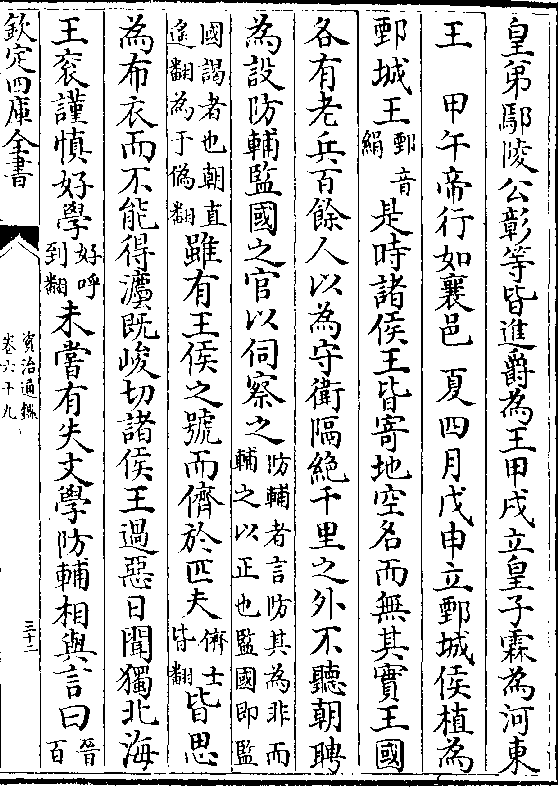 皇弟鄢陵公彰等皆進爵為王甲戌立皇子霖為河東
王　甲午帝行如襄邑　夏四月戊申立鄄城侯植為
鄄城王鄄音絹是時諸侯王皆寄地空名而無其實王國
各有老兵百餘人以為守衛隔絶千里之外不聽朝聘
為設防輔監國之官以伺察之防輔者言防其為非而輔之以正也監國即監
國謁者也朝直遥翻為于偽翻雖有王侯之號而儕於匹夫儕士皆翻皆思
為布衣而不能得灋既峻切諸侯王過惡日聞獨北海
王衮謹慎好學好呼到翻未嘗有失文學防輔相與言曰晉百
欽定四庫全書
資治通鑑
卷六十九
三十二